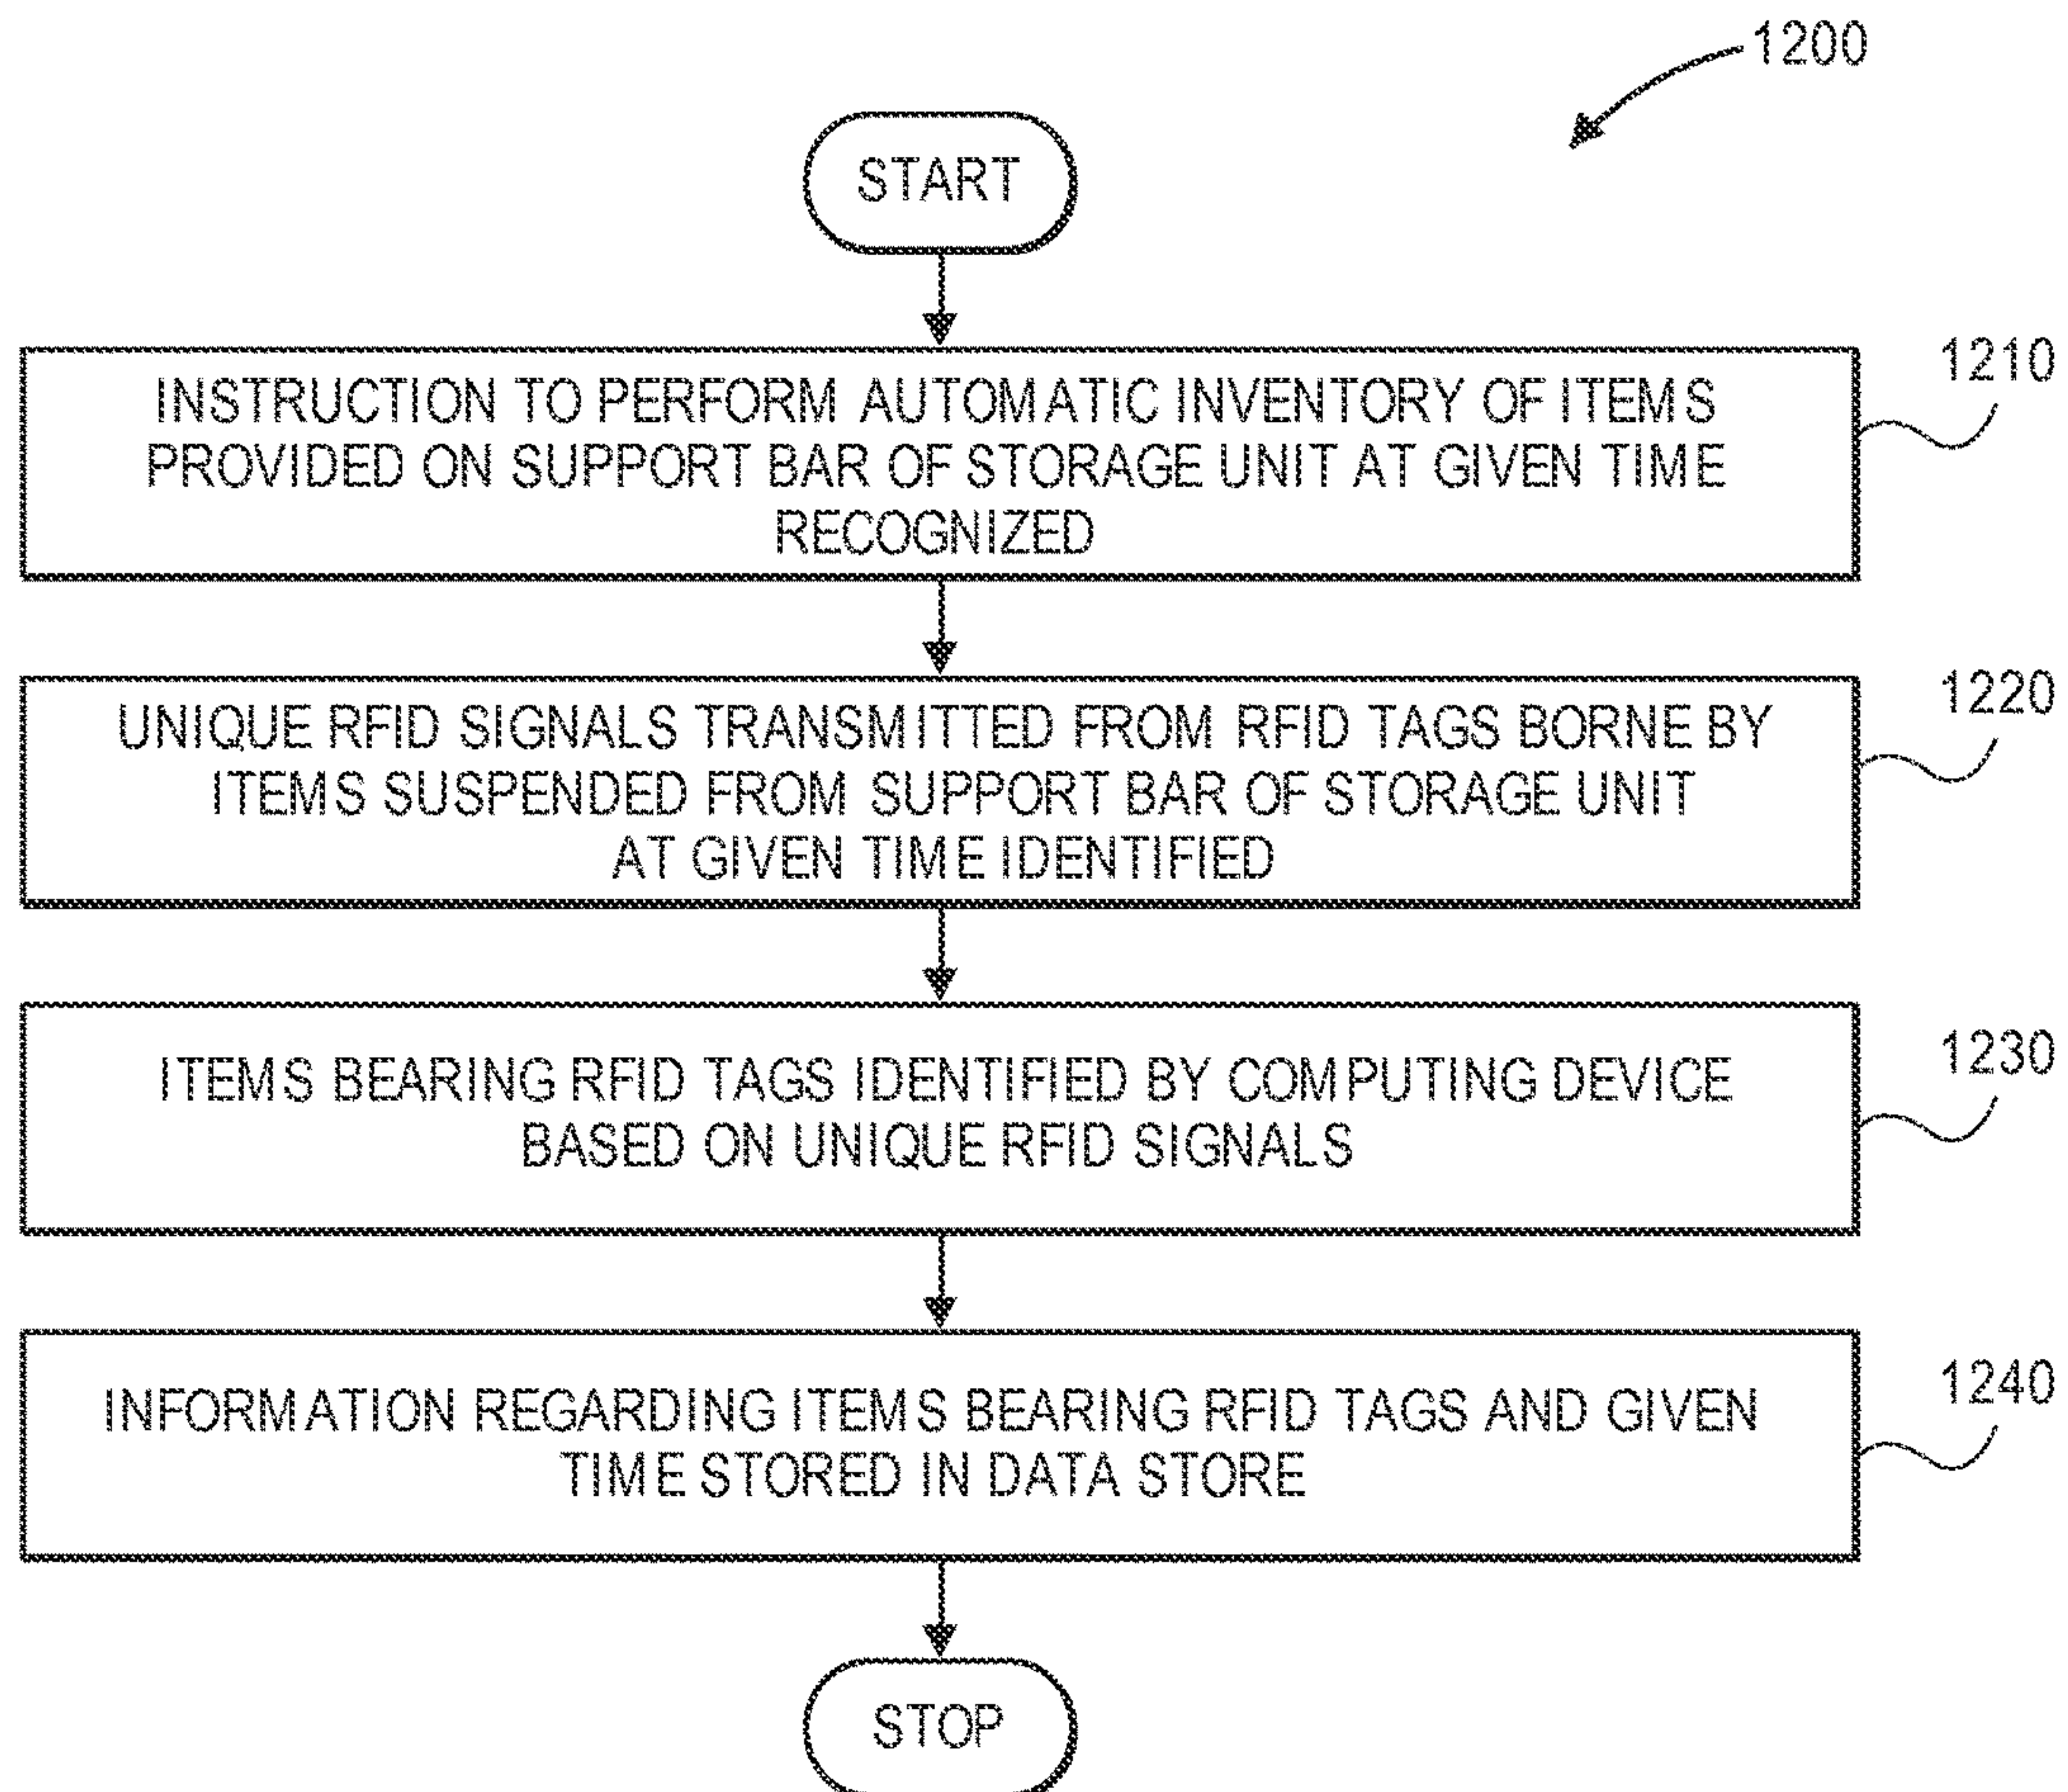 1200
START
INSTRUCTION TO PERFORM AUTOMATIC INVENTORY OF ITEMS
PROVIDED ON SUPPORT BAR OF STORAGE UNIT AT GIVEN TIME
RECOGNIZED
1210
UNIQUE RFID SIGNALS TRANSMITTED FROM RFID TAGS BORNE BY
ITEMS SUSPENDED FROM SUPPORT BAR OF STORAGE UNIT
AT GIVEN TIME IDENTIFIED
1220
ITEMS BEARING RFID TAGS IDENTIFIED BY COMPUTING DEVICE
BASED ON UNIQUE RFID SIGNALS
1230
INFORMATION REGARDING ITEMS BEARING RFID TAGS AND GIVEN
TIME STORED IN DATA STORE
1240
STOP